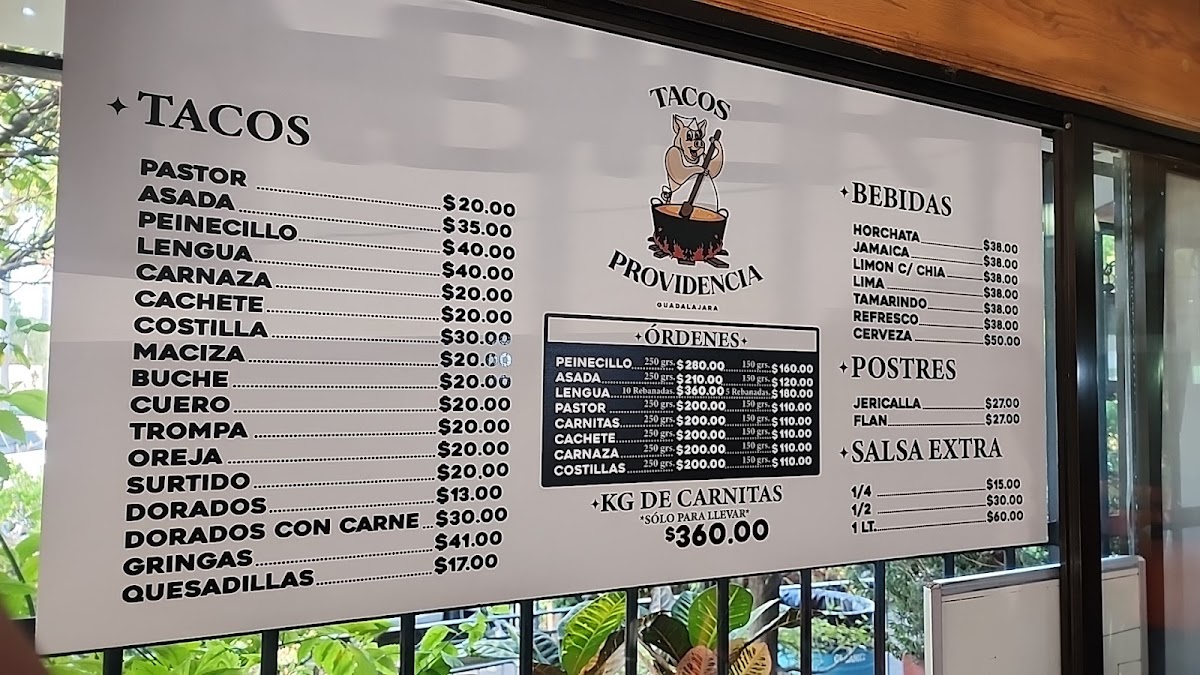 TACOS
PASTOR $20.00
ASADA $35.00
PEINECILLO $40.00
LENGUA $40.00
CARNAZA $20.00
CACHETE $20.00
COSTILLA $30.00
MACIZA $20.00
BUCHE $20.00
CUERO $20.00
TROMPA $20.00
OREJA $20.00
SURTIDO $20.00
DORADOS $13.00
DORADOS CON CARNE $30.00
GRINGAS $41.00
QUESADILLAS $17.00
TACOS
PROVIDENCIA
GUADALAJARA
ÓRDENES
PEINECILLO 250 grs. $280.00 150 grs. $160.00
ASADA 250 grs. $210.00 150 grs. $120.00
LENGUA 10 Rebanadas. $360.00 5 Rebanadas. $180.00
PASTOR 250 grs. $200.00 150 grs. $110.00
CARNITAS 250 grs. $200.00 150 grs. $110.00
CACHETE 250 grs. $200.00 150 grs. $110.00
CARNAZA 250 grs. $200.00 150 grs. $110.00
COSTILLAS 250 grs. $200.00 150 grs. $110.00
KG DE CARNITAS
*SÓLO PARA LLEVAR*
$360.00
BEBIDAS
HORCHATA $38.00
JAMAICA $38.00
LIMON C/ CHIA $38.00
LIMA $38.00
TAMARINDO $38.00
REFRESCO $38.00
CERVEZA $50.00
POSTRES
JERICALLA $27.00
FLAN $27.00
SALSA EXTRA
1/4 $15.00
1/2 $30.00
1 LT. $60.00